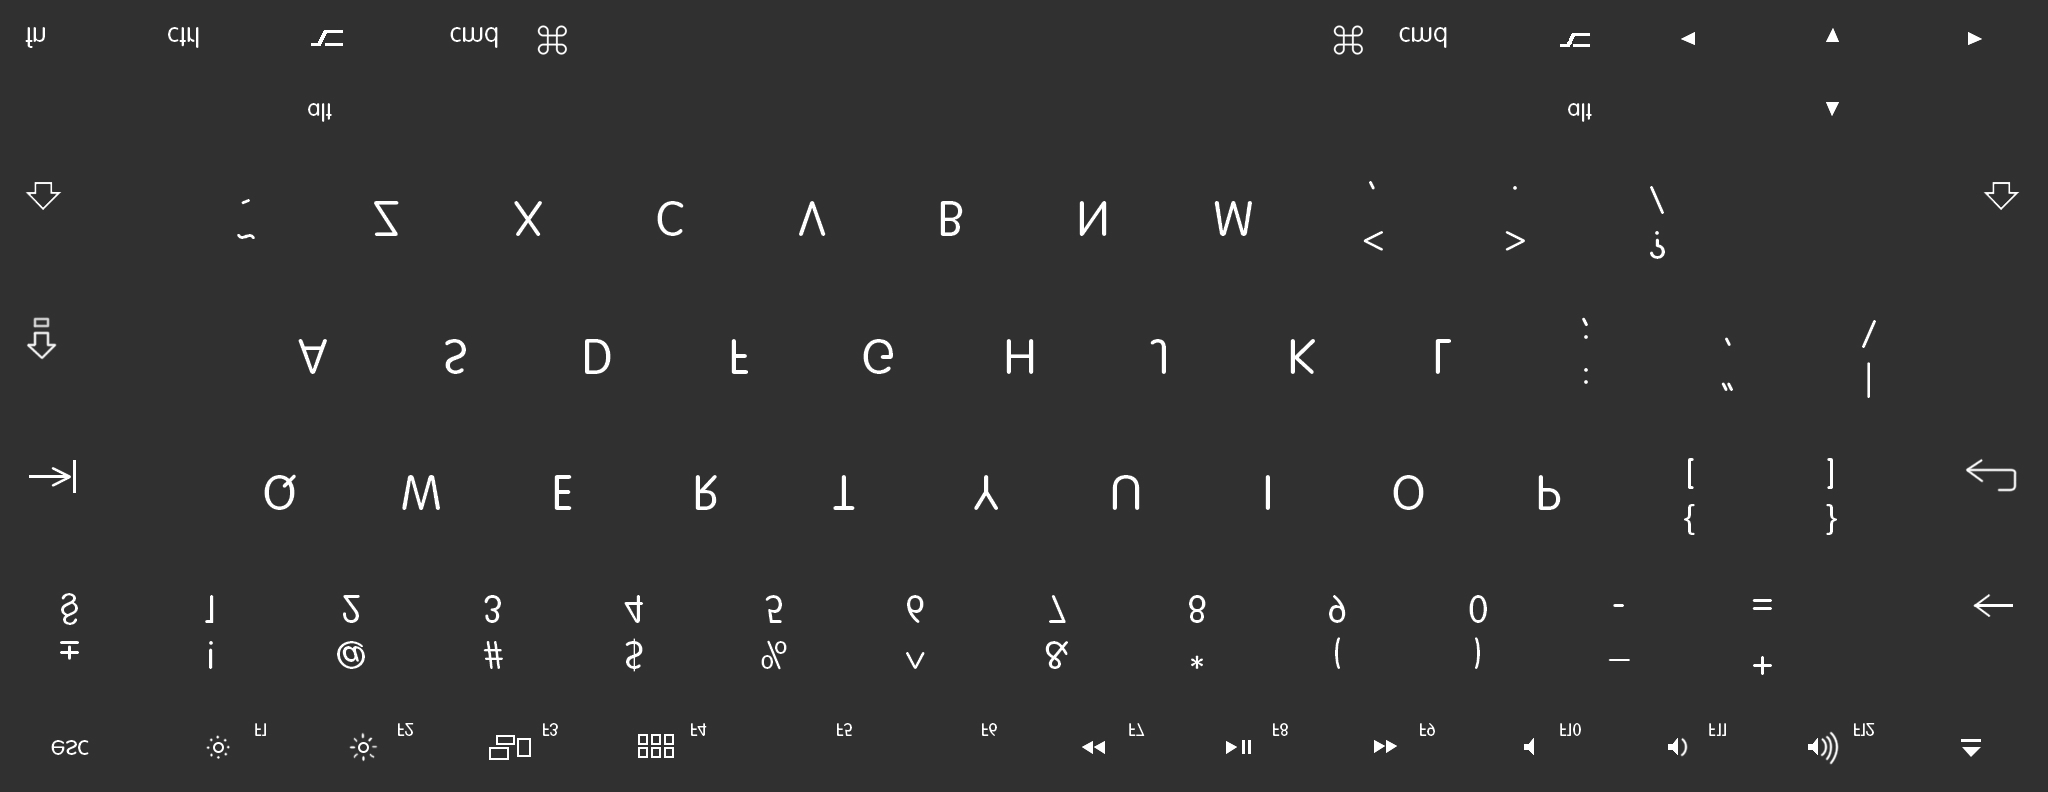 esc F1 F2 F3 F4 F5 F6 F7 F8 F9 F10 F11 F12
± ! @ # $ % ^ & * ( ) _ +
§ 1 2 3 4 5 6 7 8 9 0 - =
{ }
Q W E R T Y U I O P [ ]
: " |
A S D F G H J K L ; ' \
~ < > ?
` Z X C V B N M , . /
alt alt
fn ctrl cmd ⌘ ⌘ cmd